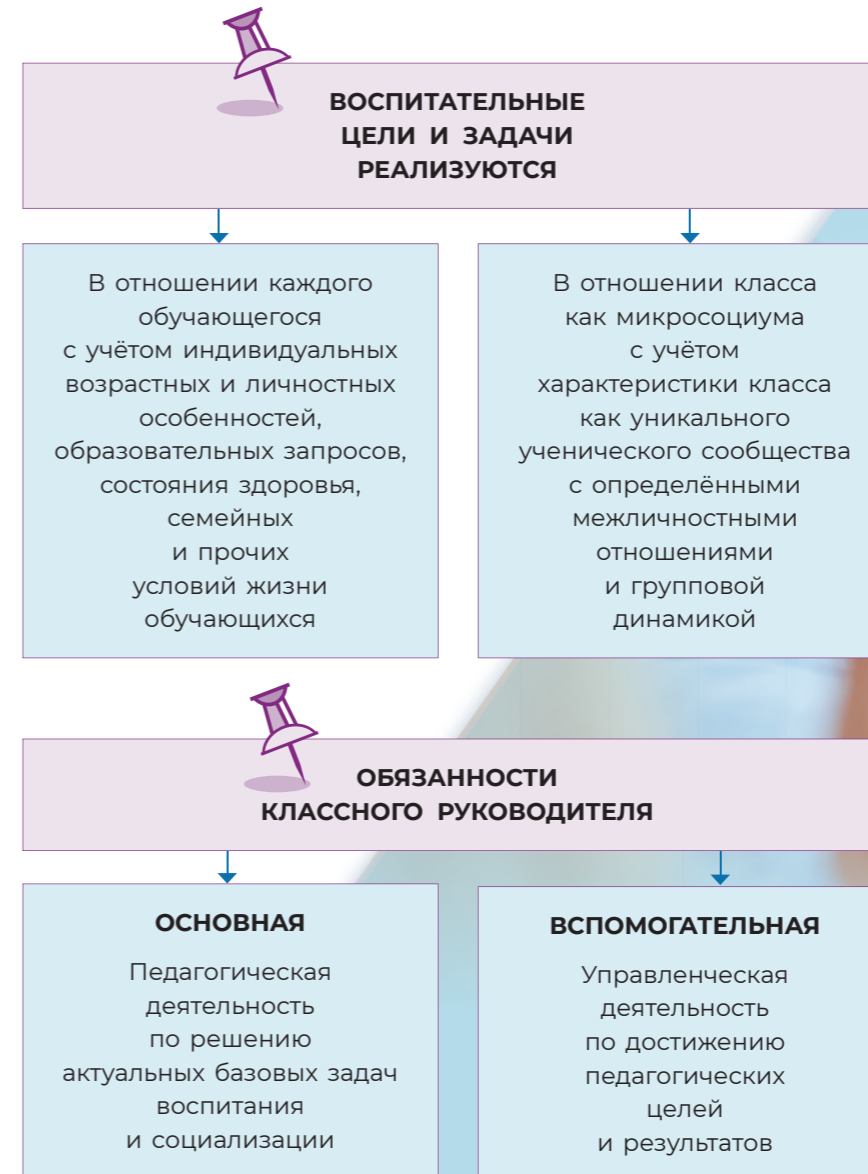 ВОСПИТАТЕЛЬНЫЕ
ЦЕЛИ И ЗАДАЧИ
РЕАЛИЗУЮТСЯ
В отношении каждого
обучающегося
с учётом индивидуальных
возрастных и личностных
особенностей,
образовательных запросов,
состояния здоровья,
семейных
и прочих
условий жизни
обучающихся
В отношении класса
как микросоциума
с учётом
характеристики класса
как уникального
ученического сообщества
с определёнными
межличностными
отношениями
и групповой
динамикой
ОБЯЗАННОСТИ
КЛАССНОГО РУКОВОДИТЕЛЯ
ОСНОВНАЯ
Педагогическая
деятельность
по решению
актуальных базовых задач
воспитания
и социализации
ВСПОМОГАТЕЛЬНАЯ
Управленческая
деятельность
по достижению
педагогических
целей
и результатов